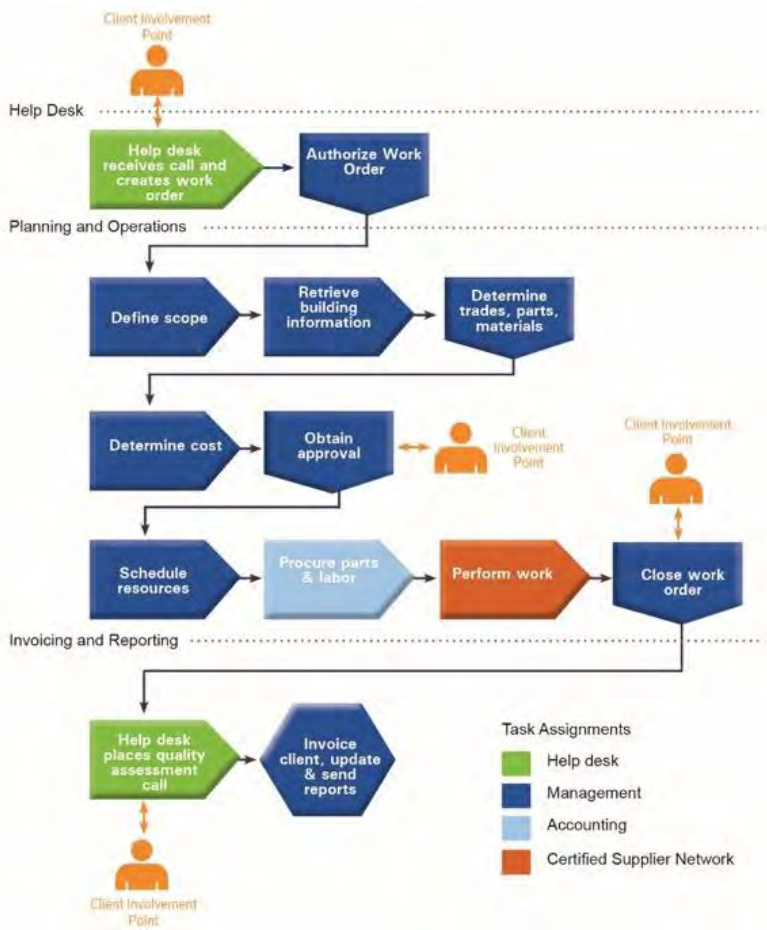 Client Involvement
Point
Help Desk
Help desk
receives call and
creates work
order
Authorize Work
Order
Planning and Operations
Define scope
Retrieve
building
information
Determine
trades, parts,
materials
Determine cost
Obtain
approval
Client
Involvement
Point
Client Involvement
Point
Schedule
resources
Procure parts
& labor
Perform work
Close work
order
Invoicing and Reporting
Help desk
places quality
assessment
call
Invoice
client, update
& send
reports
Client Involvement
Point
Task Assignments
Help desk
Management
Accounting
Certified Supplier Network